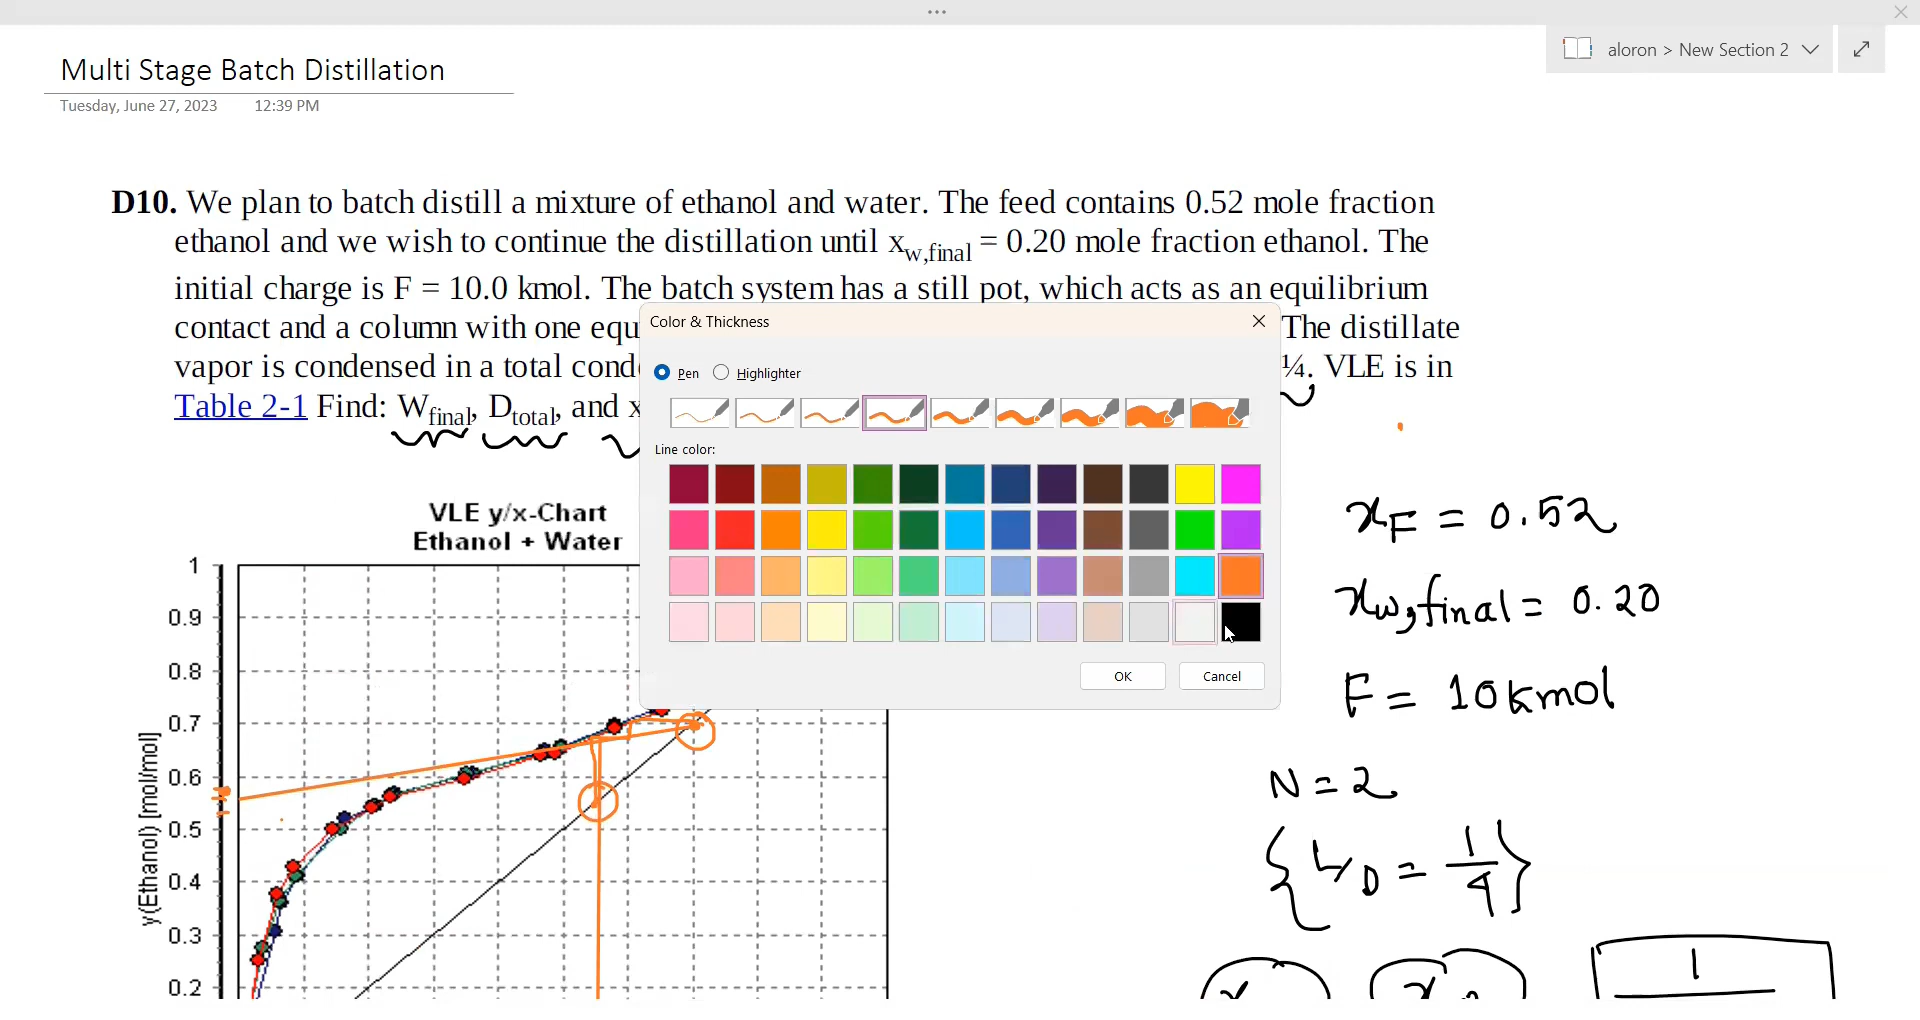 aloron > New Section 2
Multi Stage Batch Distillation
Tuesday, June 27, 2023 12:39 PM
D10. We plan to batch distill a mixture of ethanol and water. The feed contains 0.52 mole fraction
ethanol and we wish to continue the distillation until xw,final = 0.20 mole fraction ethanol. The
initial charge is F = 10.0 kmol. The batch system has a still pot, which acts as an equilibrium
contact and a column with one equ The distillate
vapor is condensed in a total cond ¼. VLE is in
Table 2-1 Find: Wfinal, Dtotal, and x
Color & Thickness
Pen Highlighter
Line color:
OK Cancel
VLE y/x-Chart
Ethanol + Water
1
0.9
0.8
0.7
0.6
0.5
0.4
0.3
0.2
y(Ethanol) [mol/mol]
xF = 0.52
xw,final = 0.20
F = 10 kmol
N = 2
{L/D = 1/4}
1